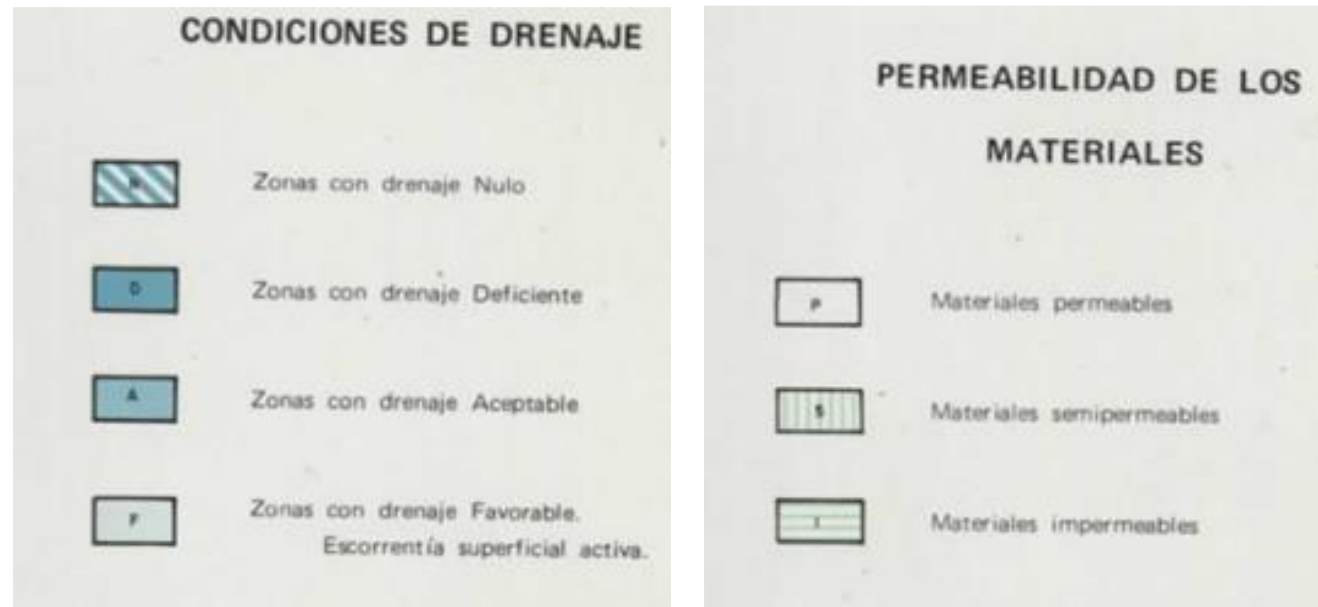 CONDICIONES DE DRENAJE
N
Zonas con drenaje Nulo
D
Zonas con drenaje Deficiente
A
Zonas con drenaje Aceptable
F
Zonas con drenaje Favorable.
Escorrentía superficial activa.
PERMEABILIDAD DE LOS
MATERIALES
P
Materiales permeables
S
Materiales semipermeables
I
Materiales impermeables